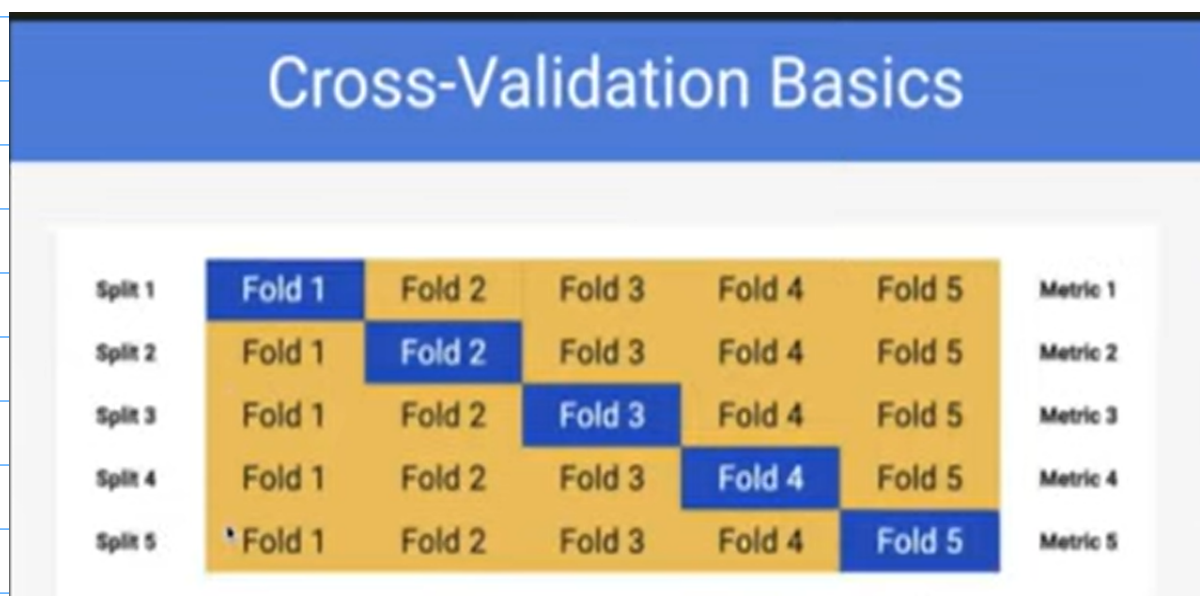 Cross-Validation Basics
Split 1 Fold 1 Fold 2 Fold 3 Fold 4 Fold 5 Metric 1
Split 2 Fold 1 Fold 2 Fold 3 Fold 4 Fold 5 Metric 2
Split 3 Fold 1 Fold 2 Fold 3 Fold 4 Fold 5 Metric 3
Split 4 Fold 1 Fold 2 Fold 3 Fold 4 Fold 5 Metric 4
Split 5 Fold 1 Fold 2 Fold 3 Fold 4 Fold 5 Metric 5